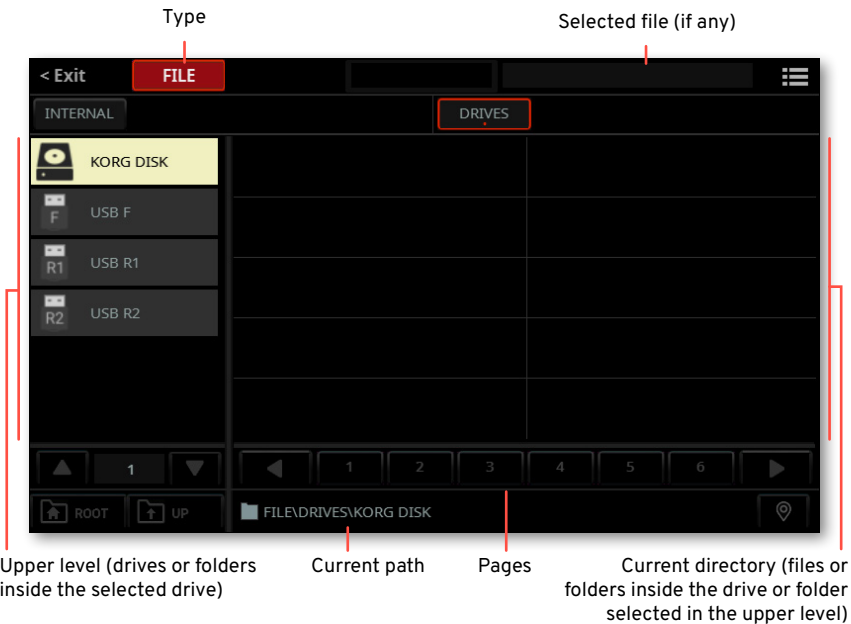 Type
Selected file (if any)
< Exit
FILE
INTERNAL
DRIVES
KORG DISK
F
USB F
R1
USB R1
R2
USB R2
1
1
2
3
4
5
6
ROOT
UP
FILE\DRIVES\KORG DISK
Upper level (drives or folders
inside the selected drive)
Current path
Pages
Current directory (files or
folders inside the drive or folder
selected in the upper level)